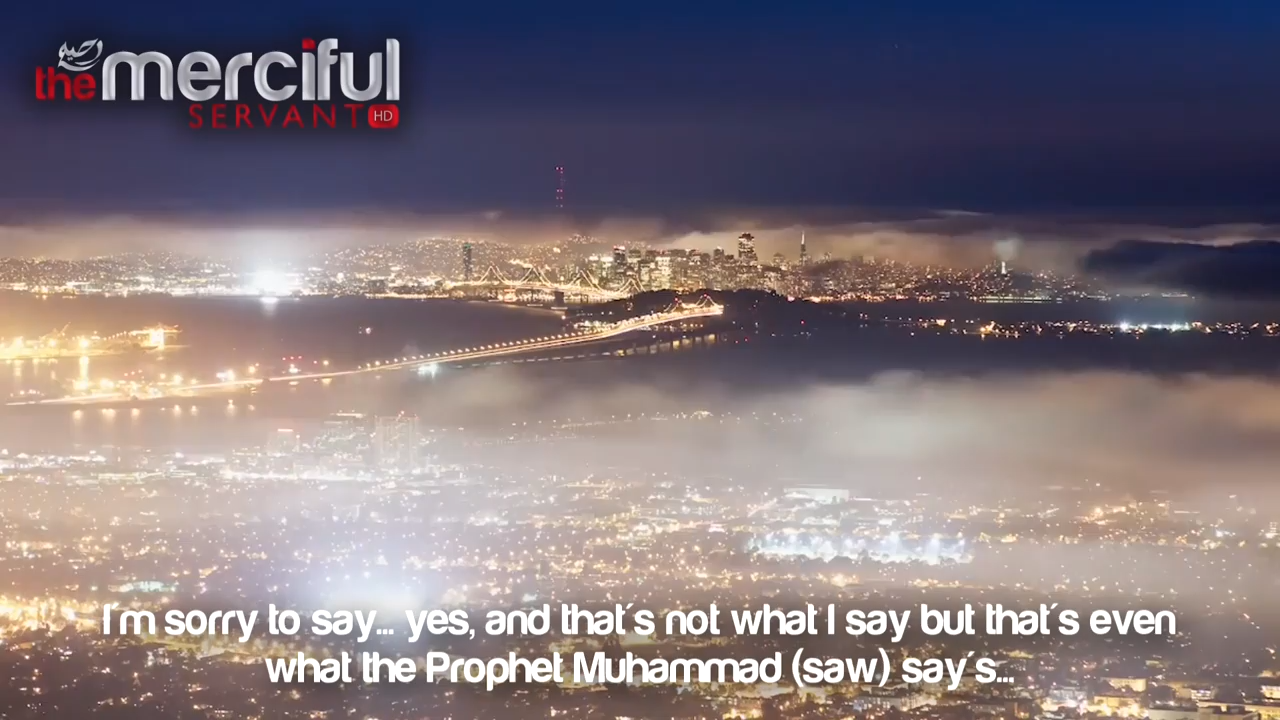 the merciful
SERVANT HD
I'm sorry to say... yes, and that's not what I say but that's even
what the Prophet Muhammad (saw) say's...